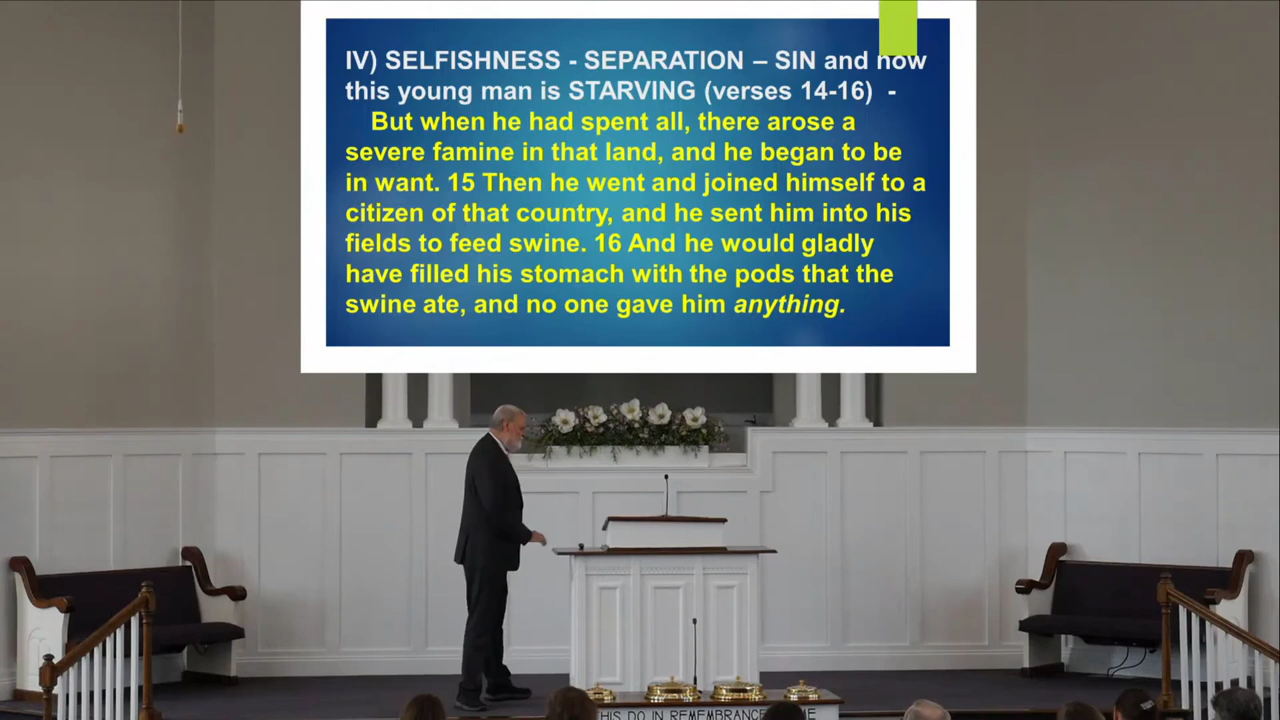 IV) SELFISHNESS - SEPARATION – SIN and now
this young man is STARVING (verses 14-16) -
But when he had spent all, there arose a
severe famine in that land, and he began to be
in want. 15 Then he went and joined himself to a
citizen of that country, and he sent him into his
fields to feed swine. 16 And he would gladly
have filled his stomach with the pods that the
swine ate, and no one gave him anything.
HIS DO IN REMEMBRANCE